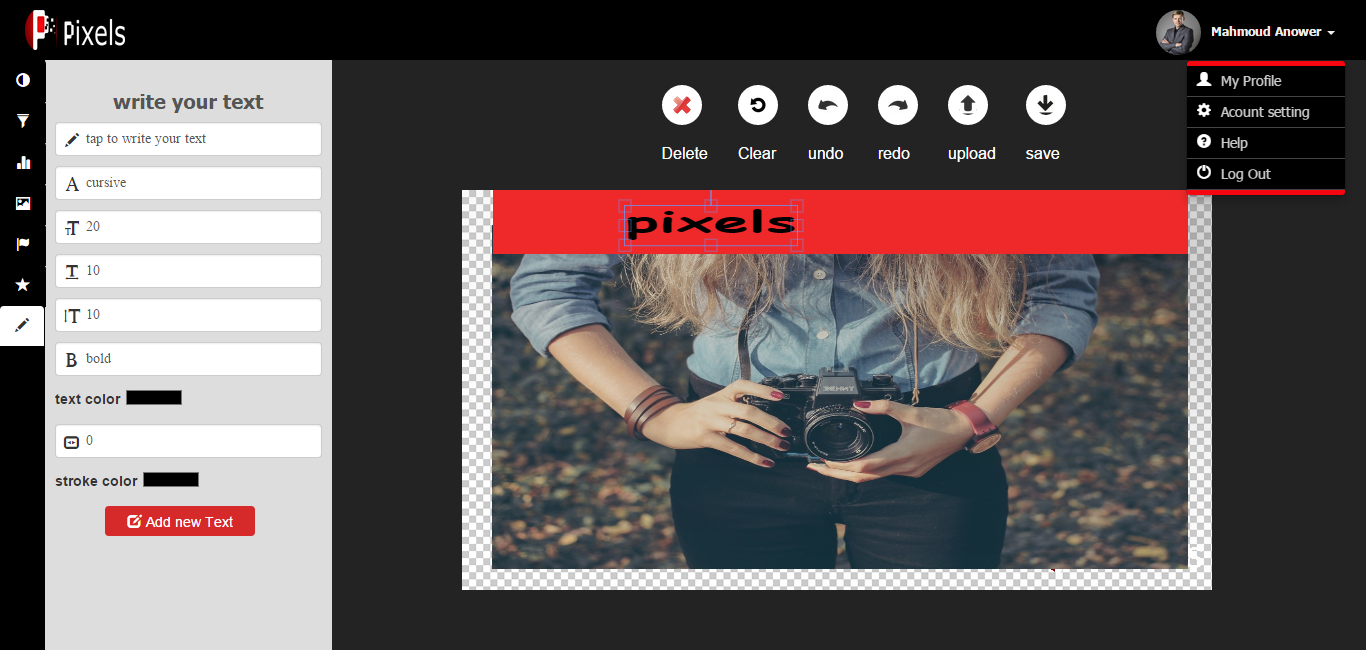 Pixels
Mahmoud Anower
My Profile
Acount setting
Help
Log Out
write your text
tap to write your text
cursive
20
10
10
bold
text color
0
stroke color
Add new Text
Delete
Clear
undo
redo
upload
save
pixels